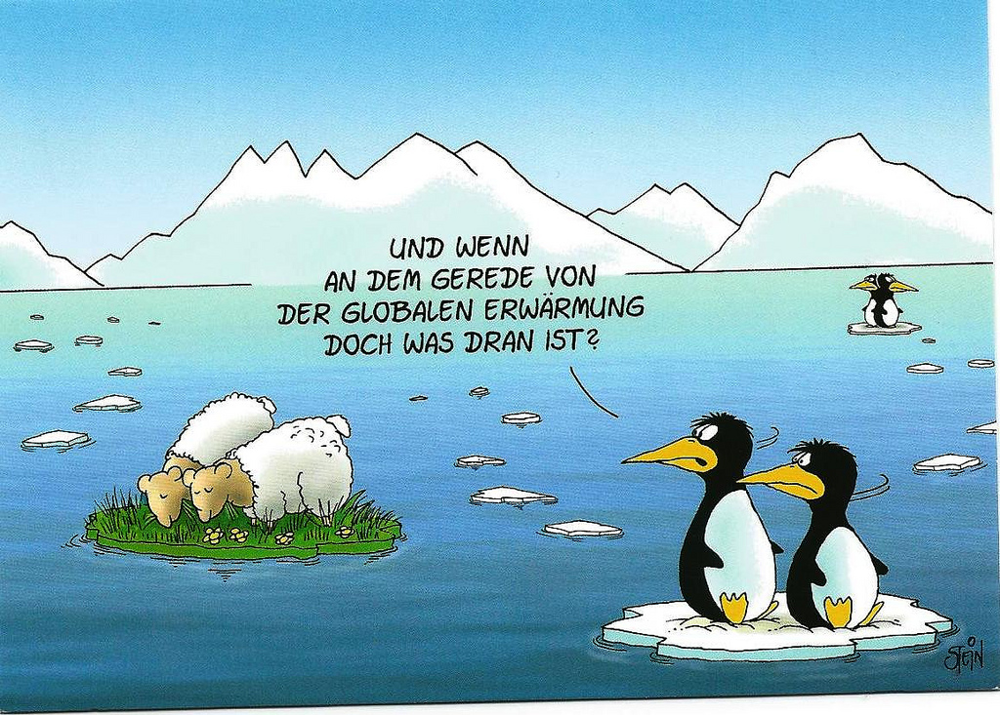 UND WENN
AN DEM GEREDE VON
DER GLOBALEN ERWÄRMUNG
DOCH WAS DRAN IST?
STEIN